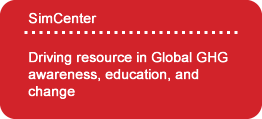 SimCenter
Driving resource in Global GHG
awareness, education, and
change